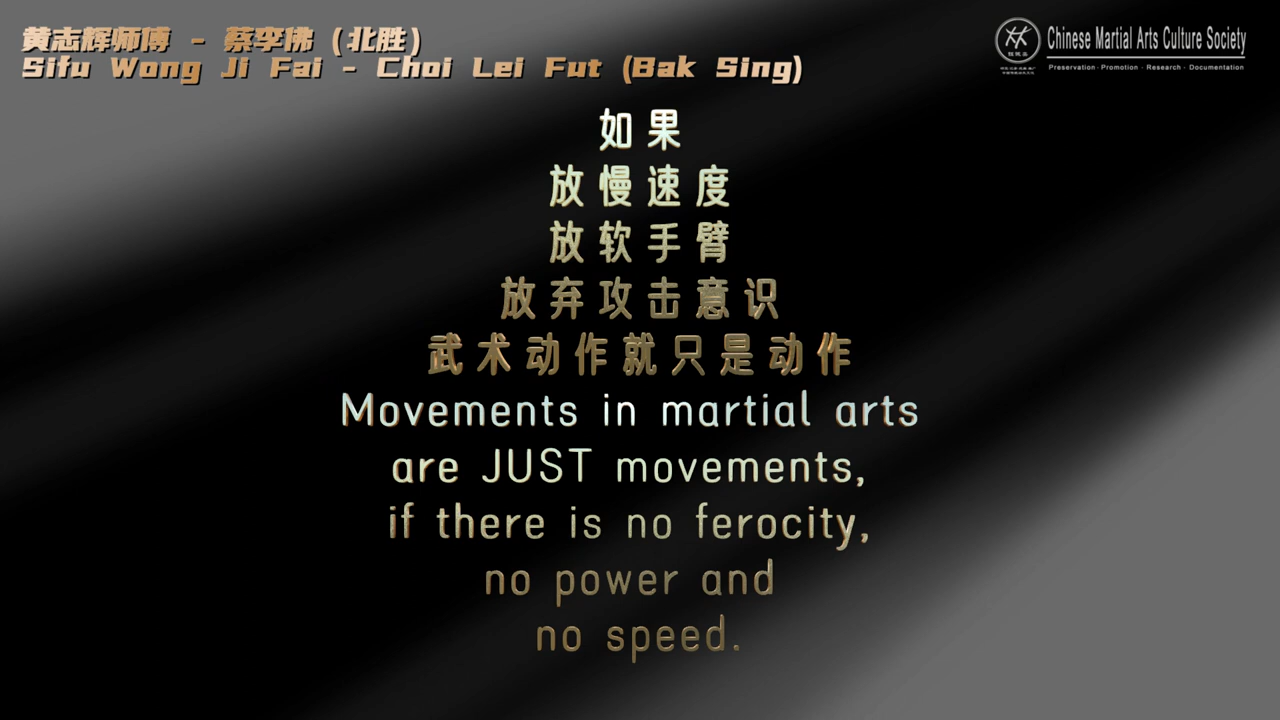 黄志辉师傅 - 蔡李佛 (北胜)
Sifu Wong Ji Fai - Choi Lei Fut (Bak Sing)
Chinese Martial Arts Culture Society
Preservation · Promotion · Research · Documentation
如果
放慢速度
放软手臂
放弃攻击意识
武术动作就只是动作
Movements in martial arts
are JUST movements,
if there is no ferocity,
no power and
no speed.